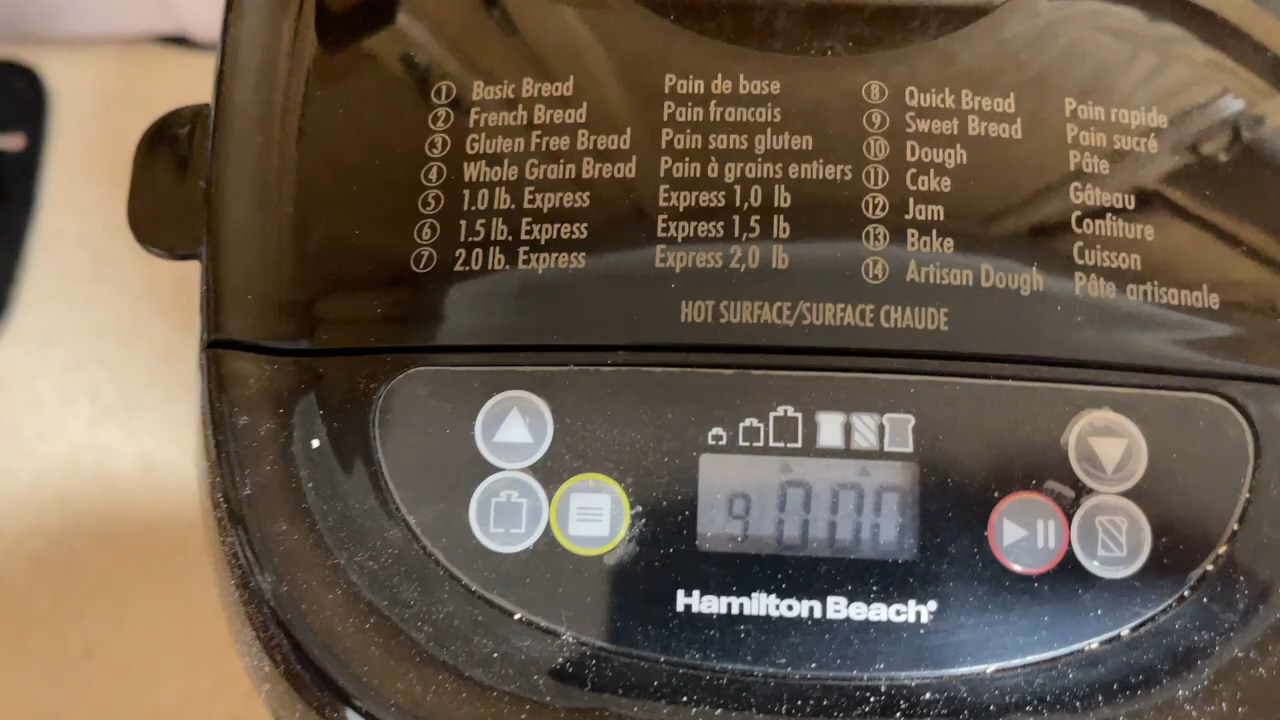 ① Basic Bread Pain de base
② French Bread Pain francais
③ Gluten Free Bread Pain sans gluten
④ Whole Grain Bread Pain à grains entiers
⑤ 1.0 lb. Express Express 1,0 lb
⑥ 1.5 lb. Express Express 1,5 lb
⑦ 2.0 lb. Express Express 2,0 lb
⑧ Quick Bread Pain rapide
⑨ Sweet Bread Pain sucré
⑩ Dough Pâte
⑪ Cake Gâteau
⑫ Jam Confiture
⑬ Bake Cuisson
⑭ Artisan Dough Pâte artisanale
HOT SURFACE/SURFACE CHAUDE
9 0:00
Hamilton Beach®